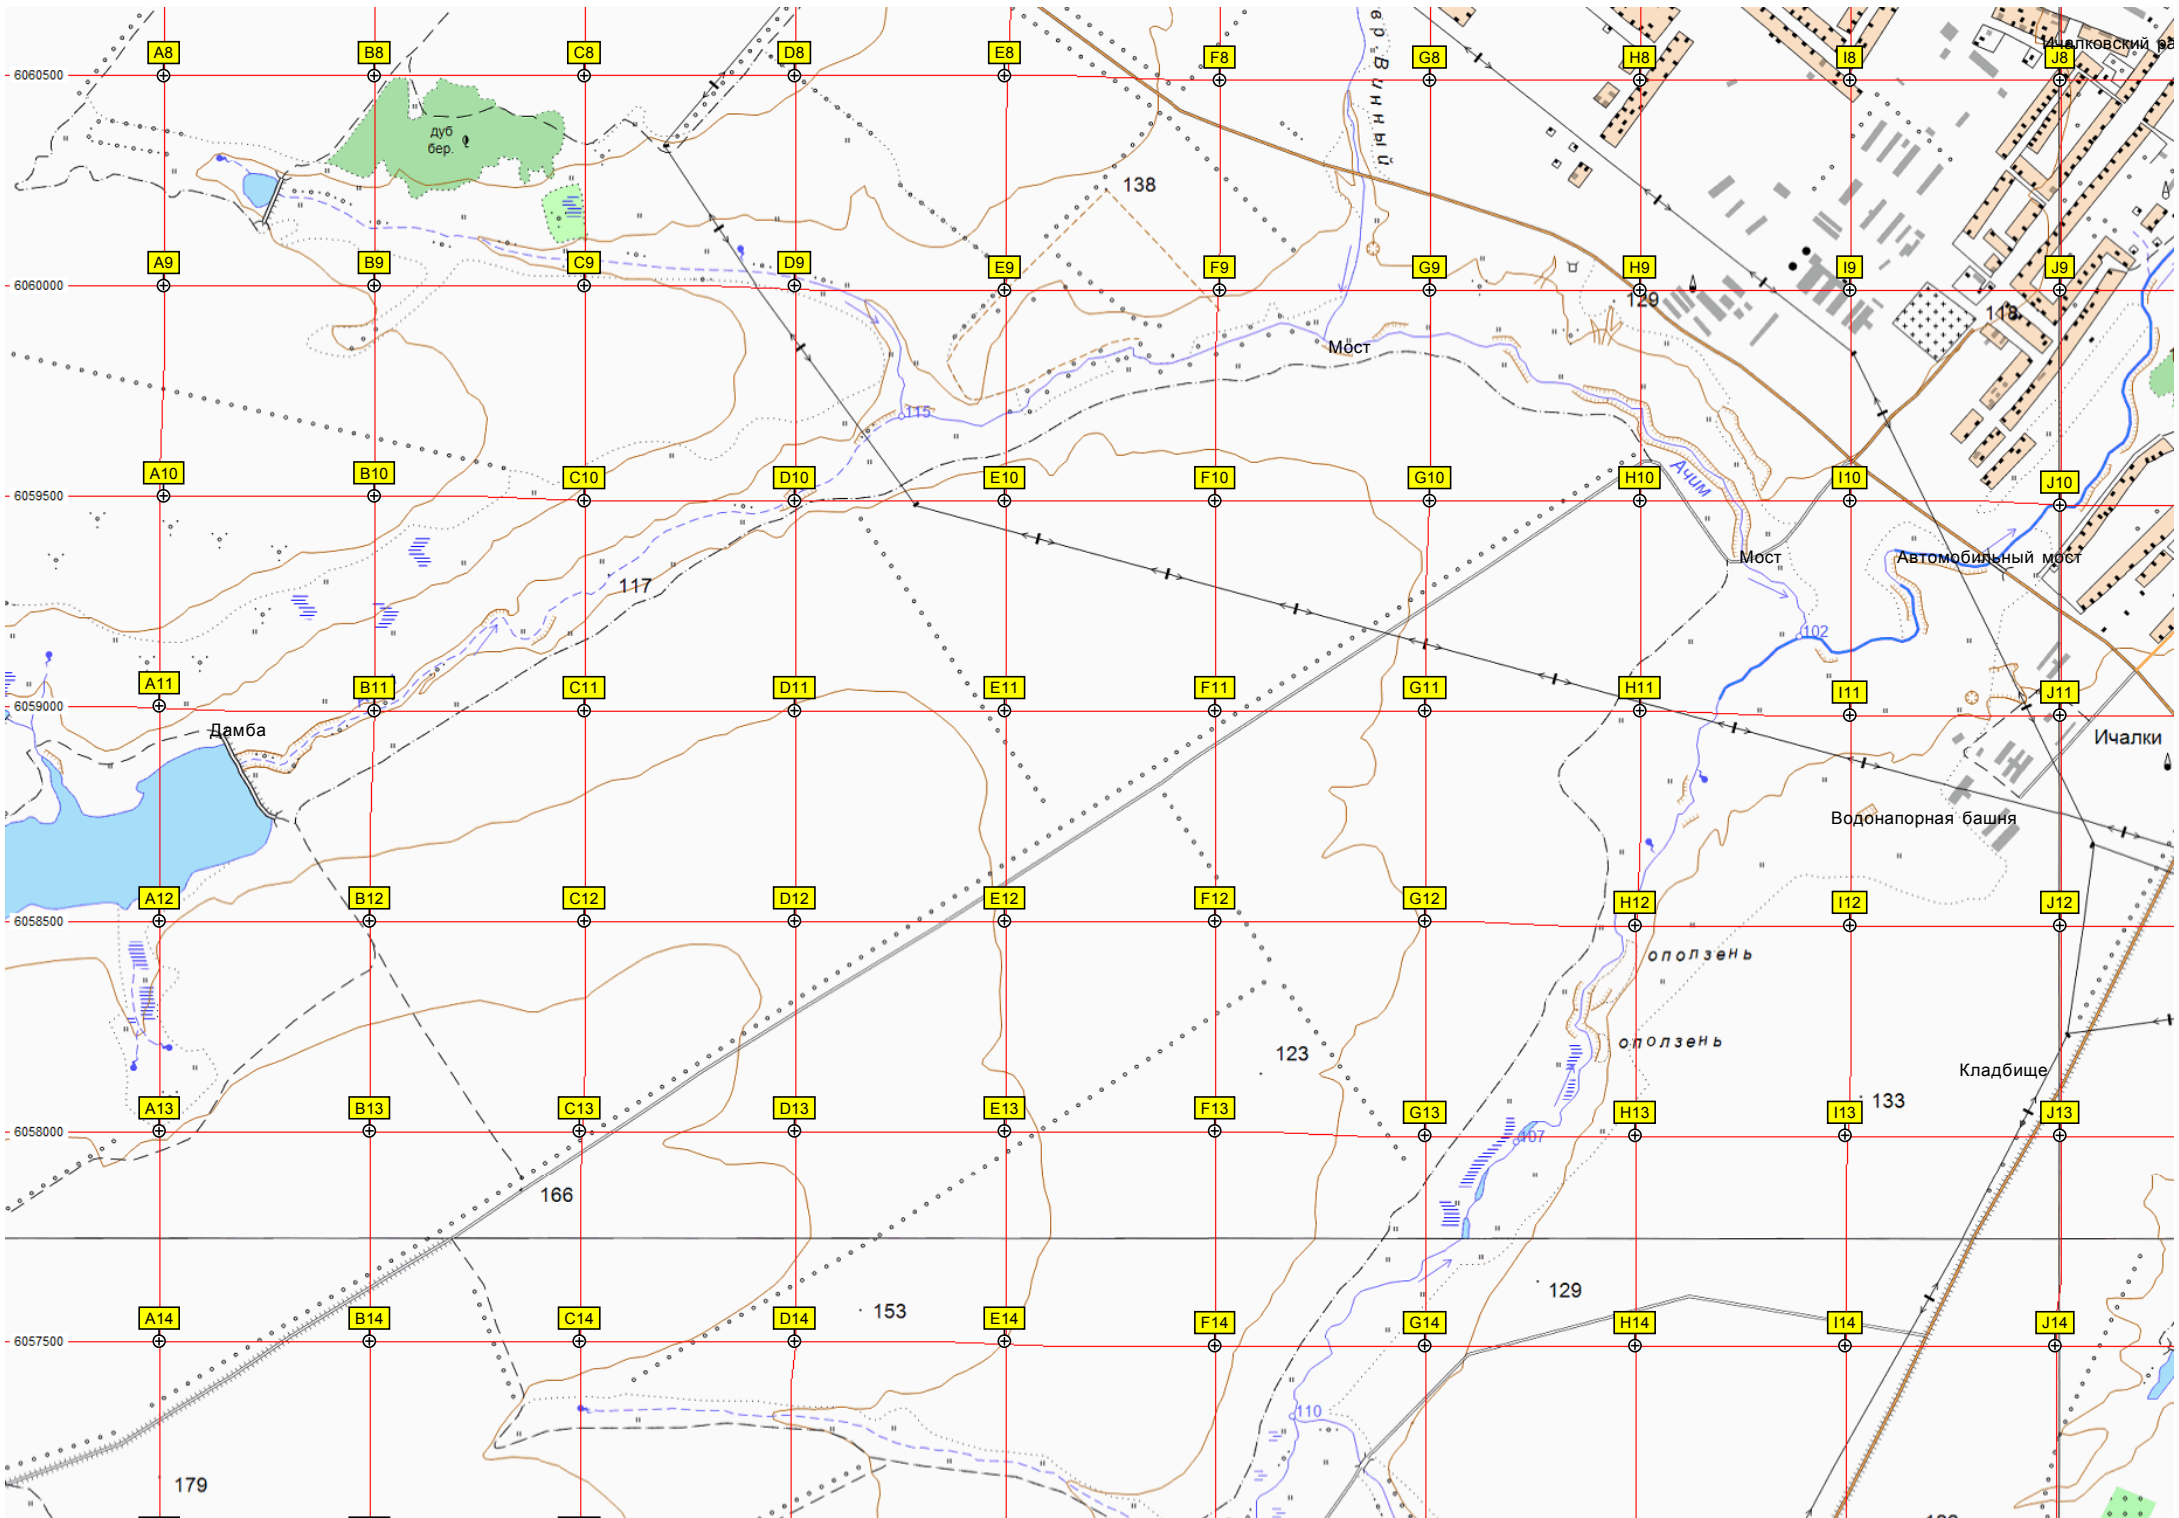 Ичалковский ра
A8 B8 C8 D8 E8 F8 G8 H8 I8 J8
6060500
вр. Винный
дуб
бер.
138
A9 B9 C9 D9 E9 F9 G9 H9 I9 J9
6060000
129
118
Мост
115
A10 B10 C10 D10 E10 F10 G10 H10 I10 J10
6059500
Ачим
Мост
Автомобильный мост
117
102
A11 B11 C11 D11 E11 F11 G11 H11 I11 J11
6059000
Дамба
Ичалки
Водонапорная башня
A12 B12 C12 D12 E12 F12 G12 H12 I12 J12
6058500
оползень
оползень
123
Кладбище
133
A13 B13 C13 D13 E13 F13 G13 H13 I13 J13
6058000
107
166
129
153
A14 B14 C14 D14 E14 F14 G14 H14 I14 J14
6057500
110
179